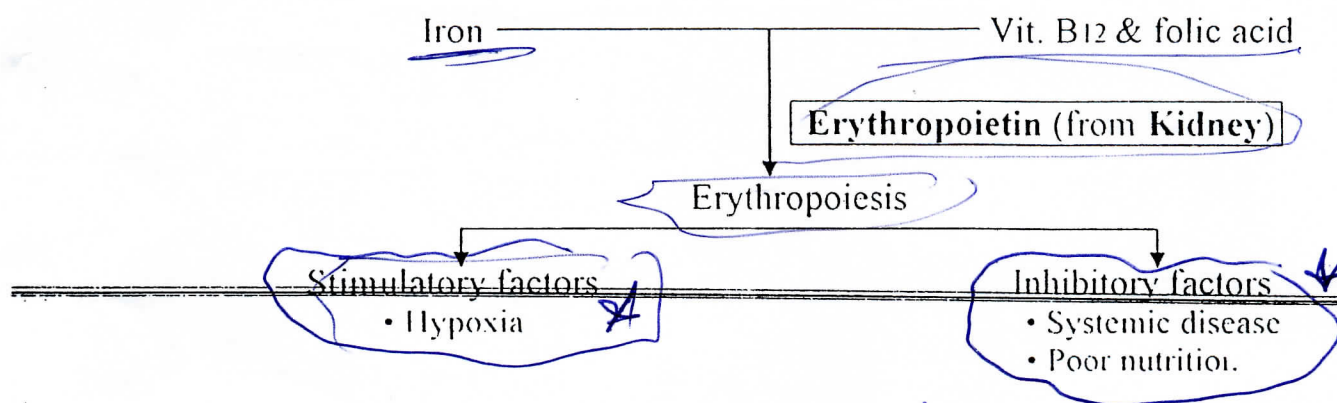 Iron Vit. B12 & folic acid
Erythropoietin (from Kidney)
Erythropoiesis
Stimulatory factors Inhibitory factors
• Hypoxia • Systemic disease
• Poor nutrition.